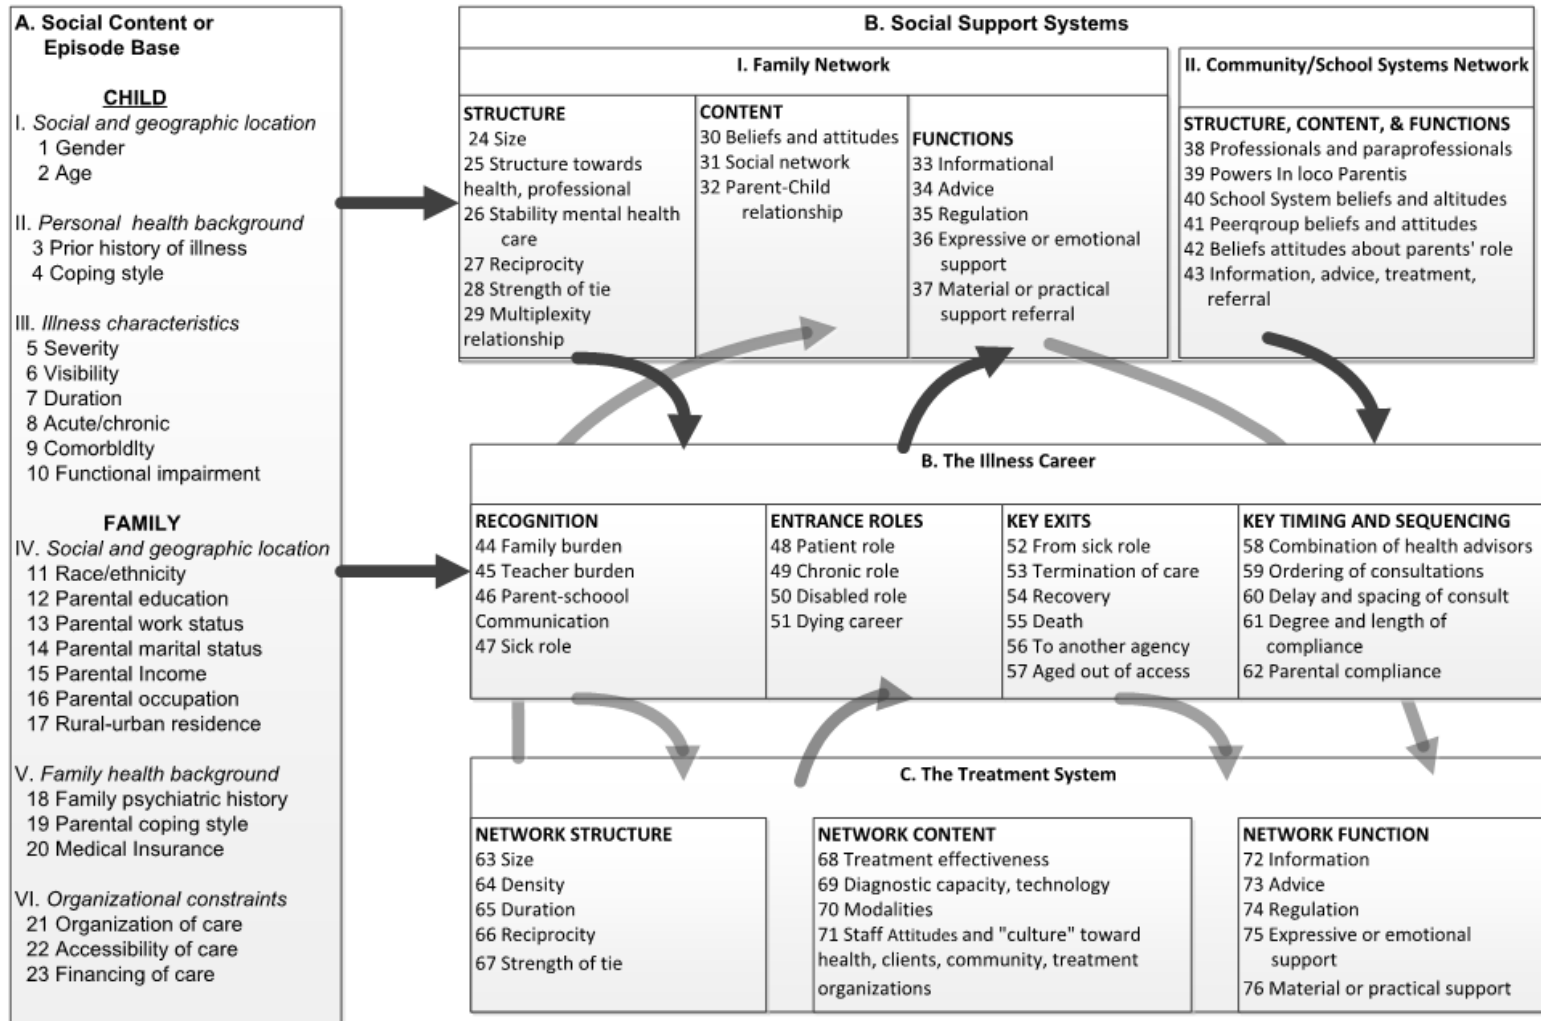 A. Social Content or
Episode Base
CHILD
I. Social and geographic location
1 Gender
2 Age
II. Personal health background
3 Prior history of illness
4 Coping style
III. Illness characteristics
5 Severity
6 Visibility
7 Duration
8 Acute/chronic
9 Comorbldlty
10 Functional impairment
FAMILY
IV. Social and geographic location
11 Race/ethnicity
12 Parental education
13 Parental work status
14 Parental marital status
15 Parental Income
16 Parental occupation
17 Rural-urban residence
V. Family health background
18 Family psychiatric history
19 Parental coping style
20 Medical Insurance
VI. Organizational constraints
21 Organization of care
22 Accessibility of care
23 Financing of care
B. Social Support Systems
I. Family Network
STRUCTURE
24 Size
25 Structure towards
health, professional
26 Stability mental health
care
27 Reciprocity
28 Strength of tie
29 Multiplexity
relationship
CONTENT
30 Beliefs and attitudes
31 Social network
32 Parent-Child
relationship
FUNCTIONS
33 Informational
34 Advice
35 Regulation
36 Expressive or emotional
support
37 Material or practical
support referral
II. Community/School Systems Network
STRUCTURE, CONTENT, & FUNCTIONS
38 Professionals and paraprofessionals
39 Powers In loco Parentis
40 School System beliefs and altitudes
41 Peerqroup beliefs and attitudes
42 Beliefs attitudes about parents' role
43 Information, advice, treatment,
referral
B. The Illness Career
RECOGNITION
44 Family burden
45 Teacher burden
46 Parent-schoool
Communication
47 Sick role
ENTRANCE ROLES
48 Patient role
49 Chronic role
50 Disabled role
51 Dying career
KEY EXITS
52 From sick role
53 Termination of care
54 Recovery
55 Death
56 To another agency
57 Aged out of access
KEY TIMING AND SEQUENCING
58 Combination of health advisors
59 Ordering of consultations
60 Delay and spacing of consult
61 Degree and length of
compliance
62 Parental compliance
C. The Treatment System
NETWORK STRUCTURE
63 Size
64 Density
65 Duration
66 Reciprocity
67 Strength of tie
NETWORK CONTENT
68 Treatment effectiveness
69 Diagnostic capacity, technology
70 Modalities
71 Staff Attitudes and "culture" toward
health, clients, community, treatment
organizations
NETWORK FUNCTION
72 Information
73 Advice
74 Regulation
75 Expressive or emotional
support
76 Material or practical support